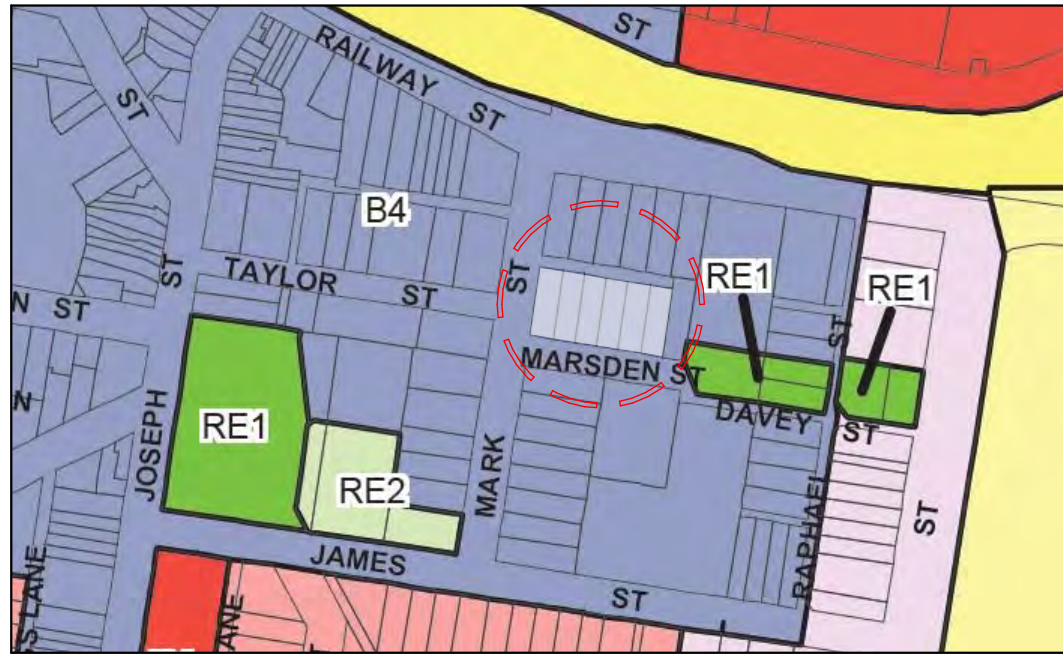 ST
RAILWAY ST
ST
B4
ST
TAYLOR ST
ST
RE1
RE1
N ST
ST
MARSDEN ST
DAVEY ST
RE1
JOSEPH
RE2
MARK
RAPHAEL
ST
JAMES ST
LANE
LANE